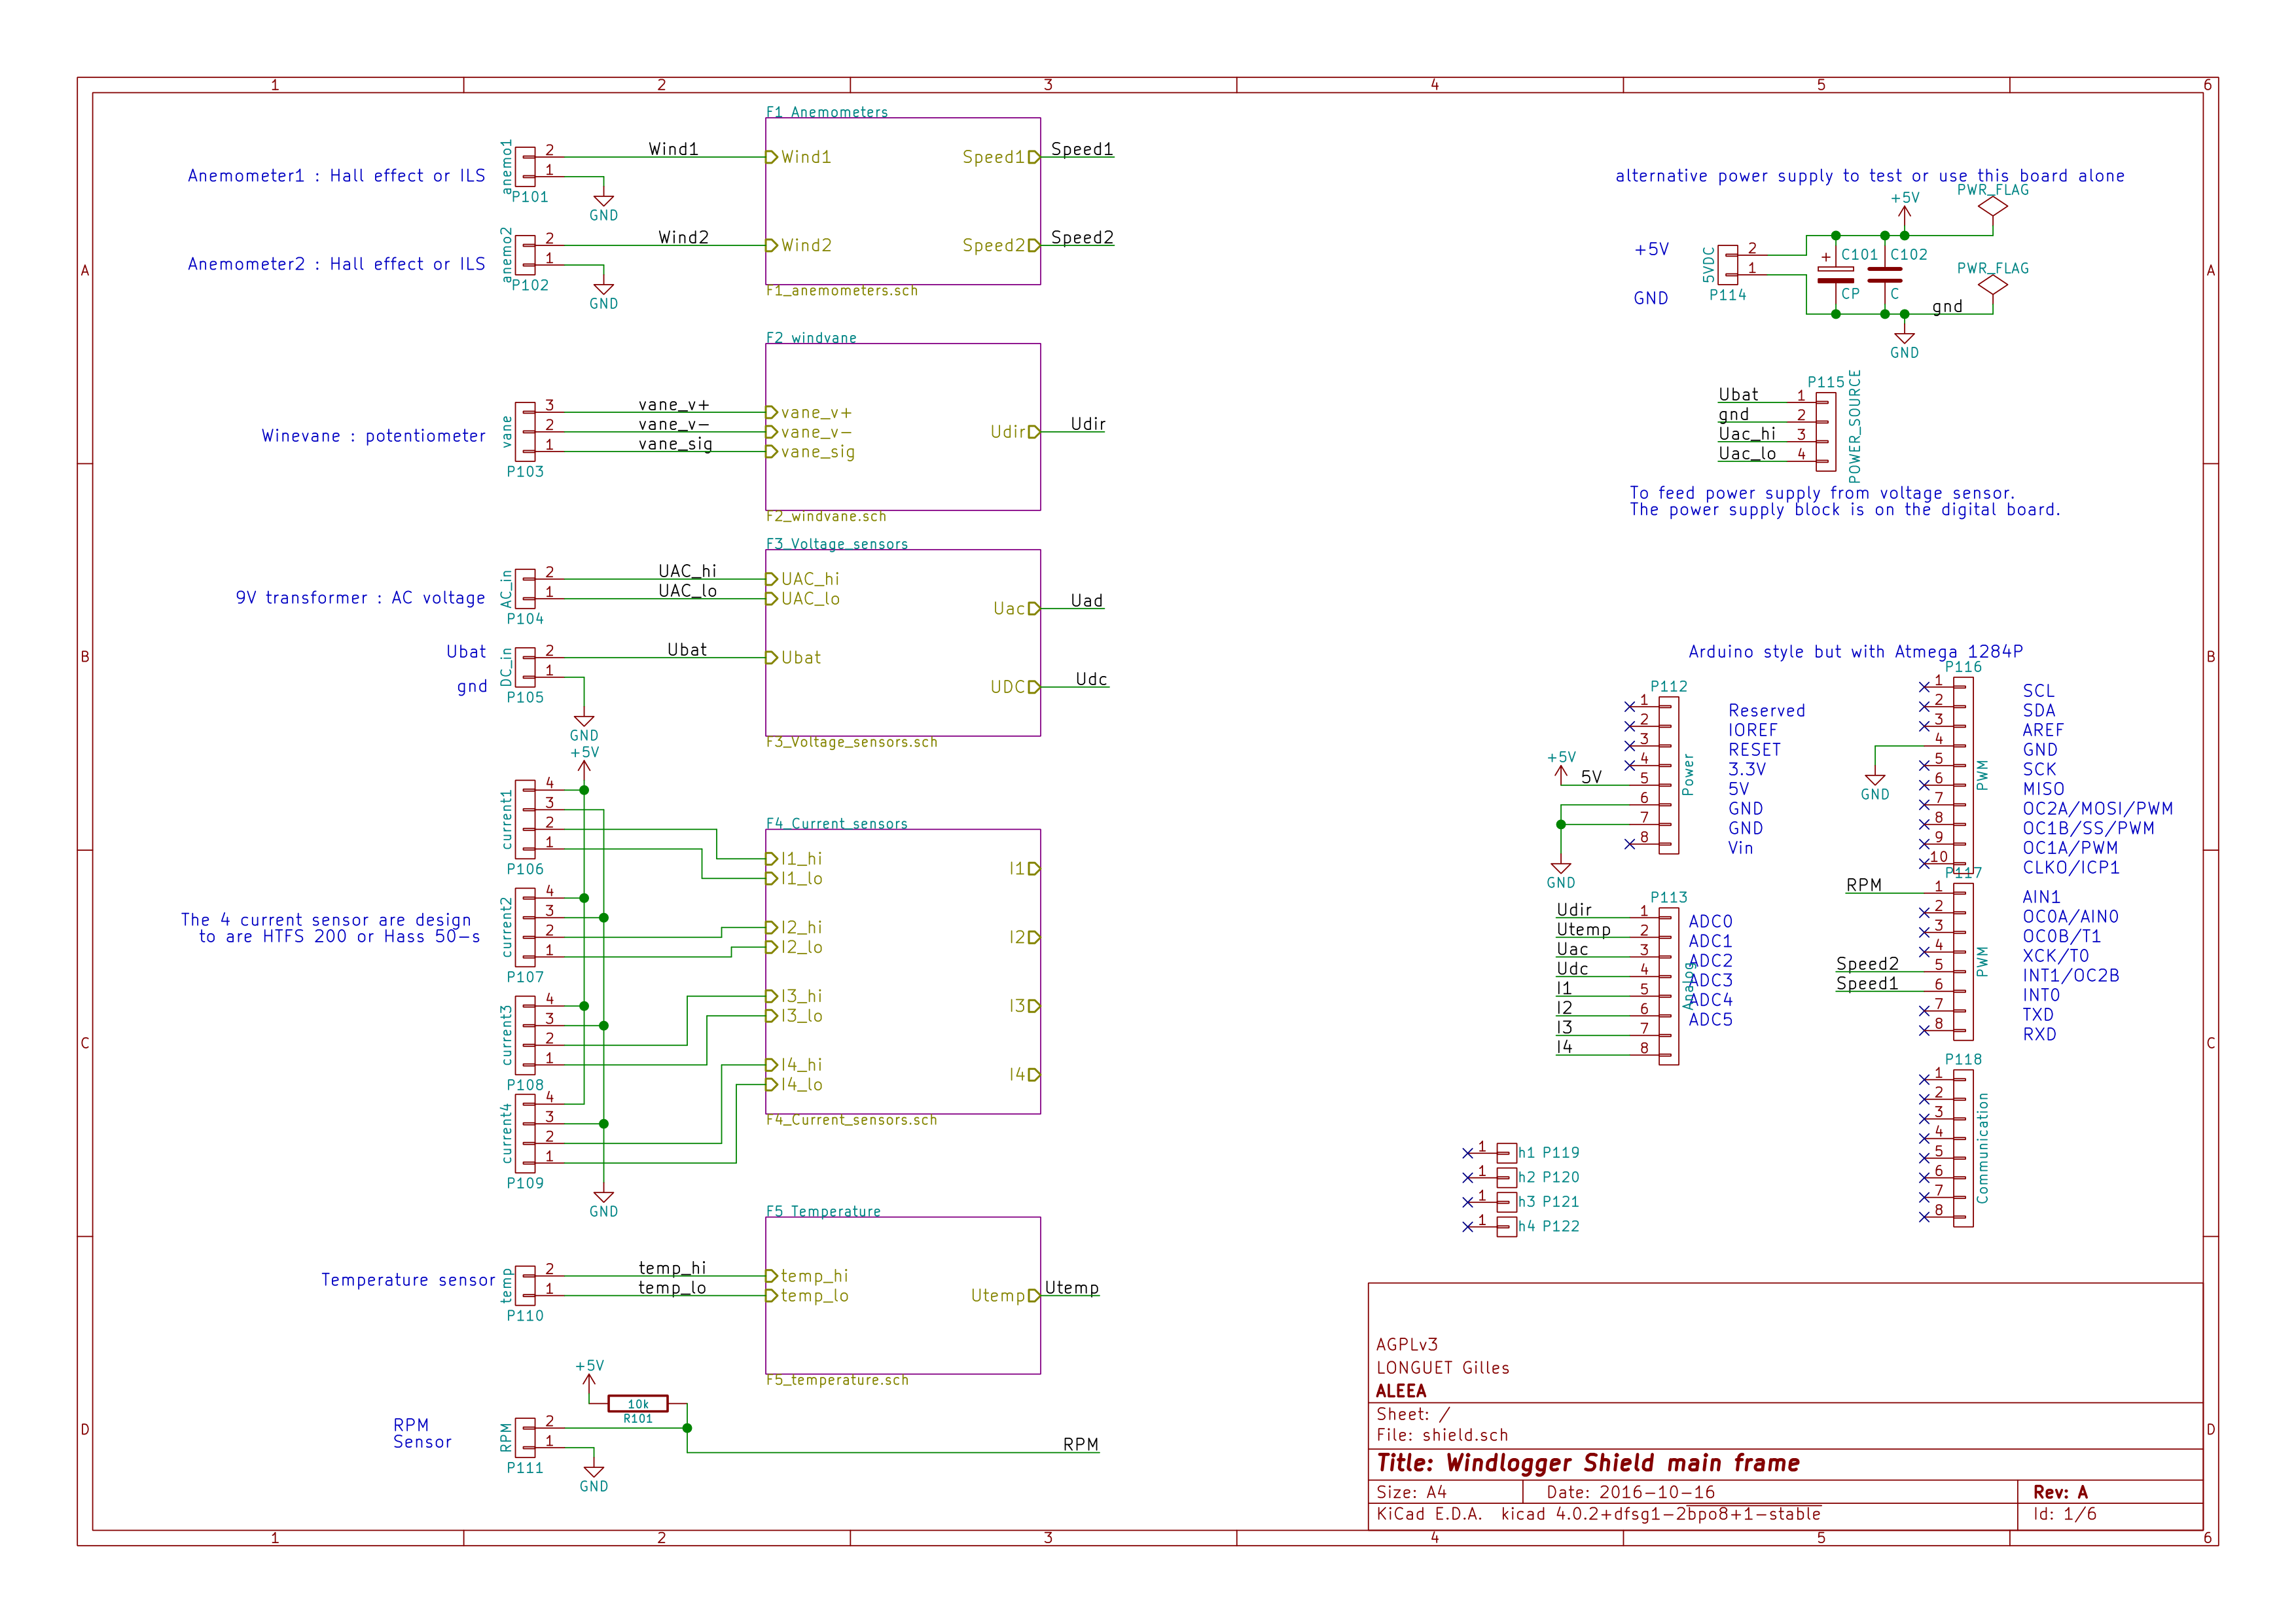 1 2 3 4 5 6
A
B
C
D
Anemometer1 : Hall effect or ILS
anemo1
2
1
P101
Wind1
GND
Anemometer2 : Hall effect or ILS
anemo2
2
1
P102
Wind2
GND
F1 Anemometers
Wind1 Speed1 Speed1
Wind2 Speed2 Speed2
F1_anemometers.sch
Winevane : potentiometer
vane
3
2
1
P103
vane_v+
vane_v-
vane_sig
F2 windvane
vane_v+
vane_v-
vane_sig
Udir Udir
F2_windvane.sch
9V transformer : AC voltage
AC_in
2
1
P104
UAC_hi
UAC_lo
Ubat
gnd
DC_in
2
1
P105
Ubat
GND
F3 Voltage_sensors
UAC_hi
UAC_lo
Ubat
Uac Uad
UDC Udc
F3_Voltage_sensors.sch
+5V
The 4 current sensor are design
to are HTFS 200 or Hass 50-s
current1
4
3
2
1
P106
current2
4
3
2
1
P107
current3
4
3
2
1
P108
current4
4
3
2
1
P109
GND
F4_Current_sensors
I1_hi
I1_lo
I2_hi
I2_lo
I3_hi
I3_lo
I4_hi
I4_lo
I1
I2
I3
I4
F4_Current_sensors.sch
Temperature sensor
temp
2
1
P110
temp_hi
temp_lo
F5 Temperature
temp_hi
temp_lo
Utemp Utemp
F5_temperature.sch
RPM
Sensor
RPM
2
1
P111
+5V
10k
R101
GND
RPM
alternative power supply to test or use this board alone
+5V
GND
5VDC
2
1
P114
+5V
PWR_FLAG
+
C101
CP
C102
C
PWR_FLAG
gnd
GND
P115
POWER_SOURCE
Ubat 1
gnd 2
Uac_hi 3
Uac_lo 4
To feed power supply from voltage sensor.
The power supply block is on the digital board.
Arduino style but with Atmega 1284P
P112
Power
+5V
5V
GND
1 Reserved
2 IOREF
3 RESET
4 3.3V
5 5V
6 GND
7 GND
8 Vin
P113
Analog
Udir 1 ADC0
Utemp 2 ADC1
Uac 3 ADC2
Udc 4 ADC3
I1 5 ADC4
I2 6 ADC5
I3 7
I4 8
P116
PWM
GND
1 SCL
2 SDA
3 AREF
4 GND
5 SCK
6 MISO
7 OC2A/MOSI/PWM
8 OC1B/SS/PWM
9 OC1A/PWM
10 CLKO/ICP1
P117
PWM
RPM 1 AIN1
2 OC0A/AIN0
3 OC0B/T1
4 XCK/T0
Speed2 5 INT1/OC2B
Speed1 6 INT0
7 TXD
8 RXD
P118
Communication
1
2
3
4
5
6
7
8
1 h1 P119
1 h2 P120
1 h3 P121
1 h4 P122
AGPLv3
LONGUET Gilles
ALEEA
Sheet: /
File: shield.sch
Title: Windlogger Shield main frame
Size: A4 Date: 2016-10-16 Rev: A
KiCad E.D.A. kicad 4.0.2+dfsg1-2bpo8+1-stable Id: 1/6
A
B
C
D
1 2 3 4 5 6